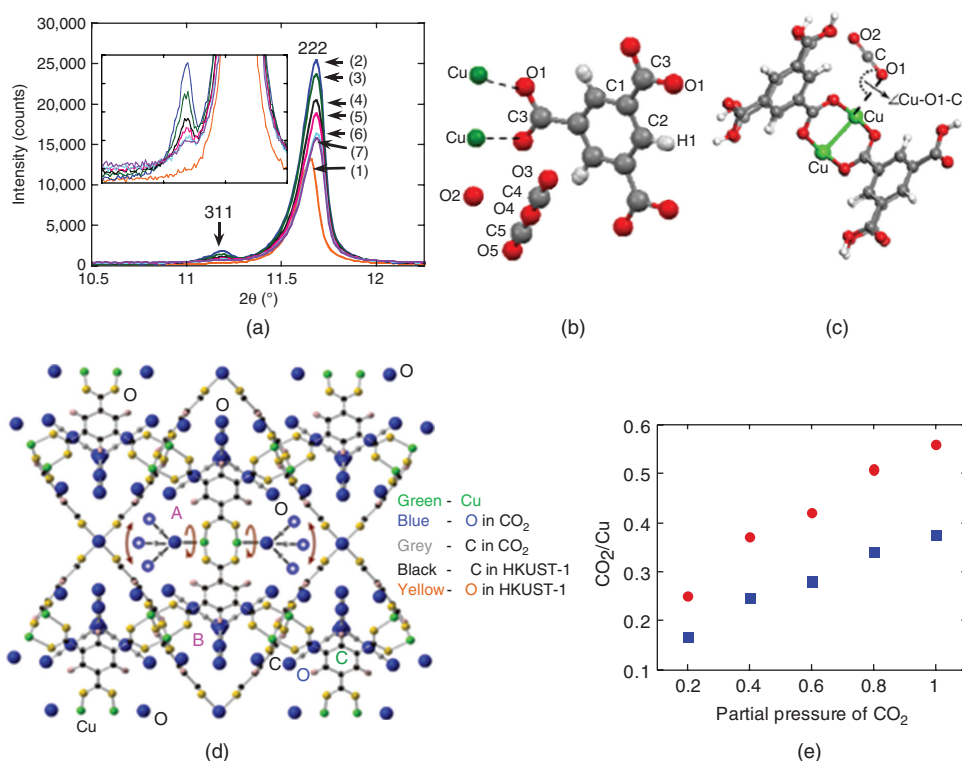 30,000
25,000
20,000
15,000
10,000
5,000
0
Intensity (counts)
10.5
11
11.5
12
2θ (°)
222
311
(2)
(3)
(4)
(5)
(6)
(7)
(1)
(a)
Cu
O1
C3
Cu
C3
C1
O1
C2
H1
O3
O2
C4
O4
C5
O5
(b)
O2
C
O1
∠Cu-O1-C
Cu
Cu
(c)
O
O
O
O
A
B
C
O
C
Cu
O
Green - Cu
Blue - O in CO₂
Grey - C in CO₂
Black - C in HKUST-1
Yellow - O in HKUST-1
(d)
0.6
0.5
0.4
0.3
0.2
0.1
CO₂/Cu
0.2
0.4
0.6
0.8
1
Partial pressure of CO₂
(e)